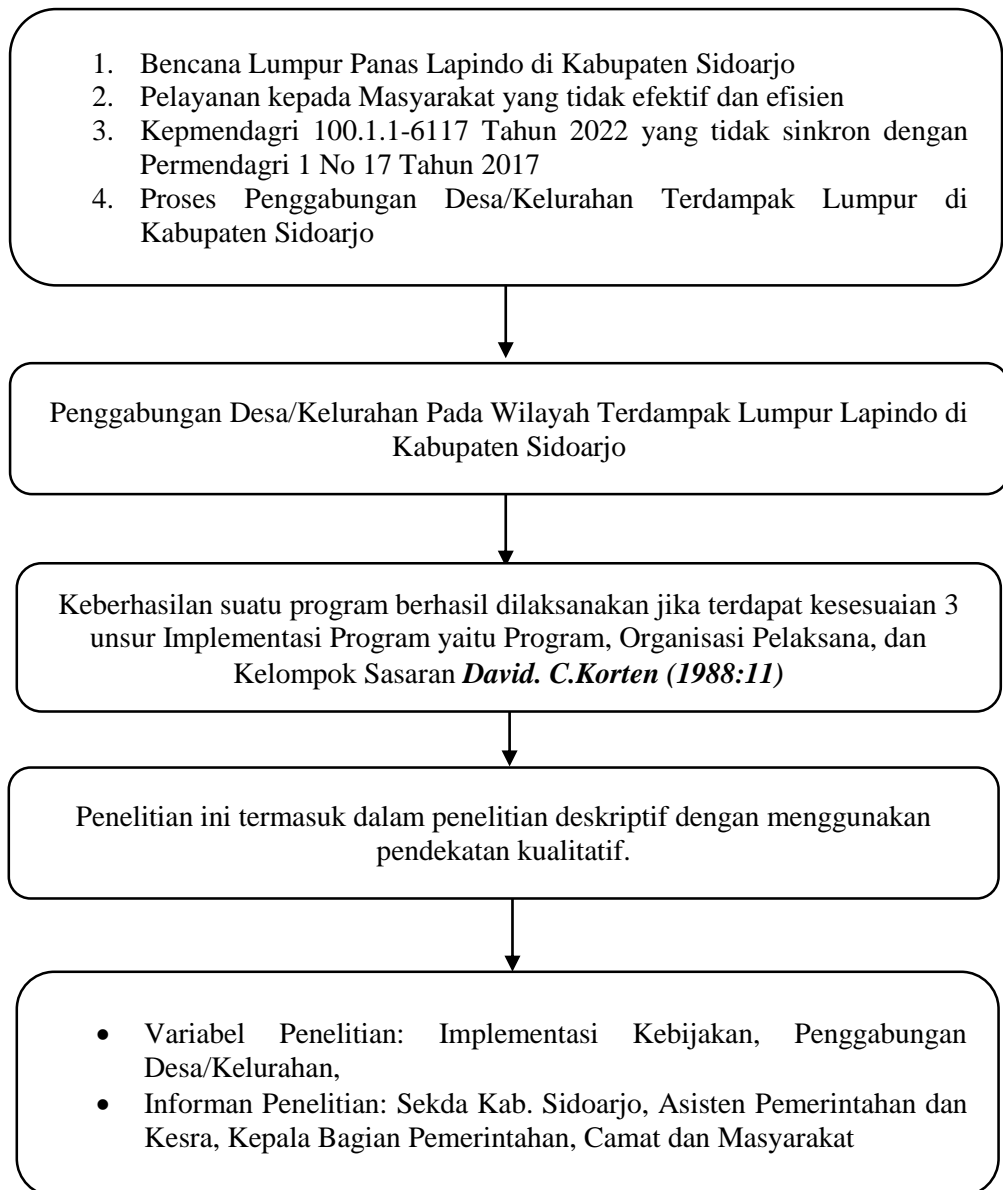 1. Bencana Lumpur Panas Lapindo di Kabupaten Sidoarjo
2. Pelayanan kepada Masyarakat yang tidak efektif dan efisien
3. Kepmendagri 100.1.1-6117 Tahun 2022 yang tidak sinkron dengan
Permendagri 1 No 17 Tahun 2017
4. Proses Penggabungan Desa/Kelurahan Terdampak Lumpur di
Kabupaten Sidoarjo
Penggabungan Desa/Kelurahan Pada Wilayah Terdampak Lumpur Lapindo di
Kabupaten Sidoarjo
Keberhasilan suatu program berhasil dilaksanakan jika terdapat kesesuaian 3
unsur Implementasi Program yaitu Program, Organisasi Pelaksana, dan
Kelompok Sasaran David. C.Korten (1988:11)
Penelitian ini termasuk dalam penelitian deskriptif dengan menggunakan
pendekatan kualitatif.
• Variabel Penelitian: Implementasi Kebijakan, Penggabungan
Desa/Kelurahan,
• Informan Penelitian: Sekda Kab. Sidoarjo, Asisten Pemerintahan dan
Kesra, Kepala Bagian Pemerintahan, Camat dan Masyarakat